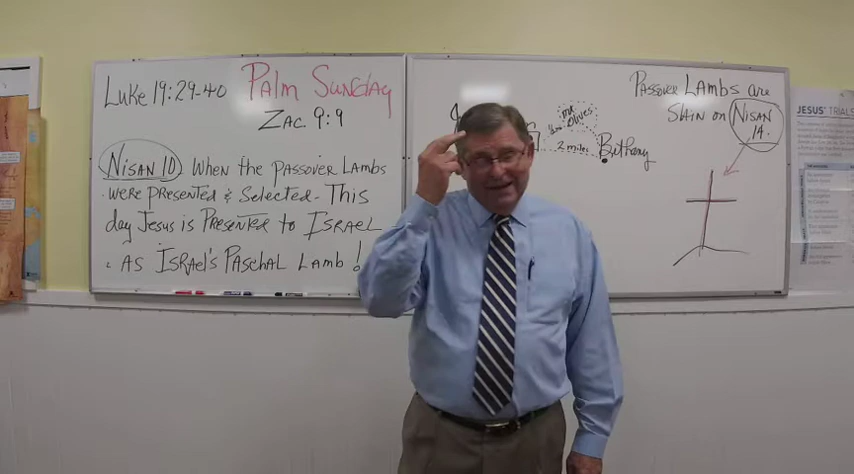 Luke 19:29-40
Palm Sunday
Zac. 9:9
Nisan 10 When the Passover Lambs
were presented & Selected. This
day Jesus is Presented to Israel
As Israel's Paschal Lamb!
mt
Olives
2 miles
Bethany
Passover Lambs are
Slain on Nisan
14.
JESUS' TRIALS